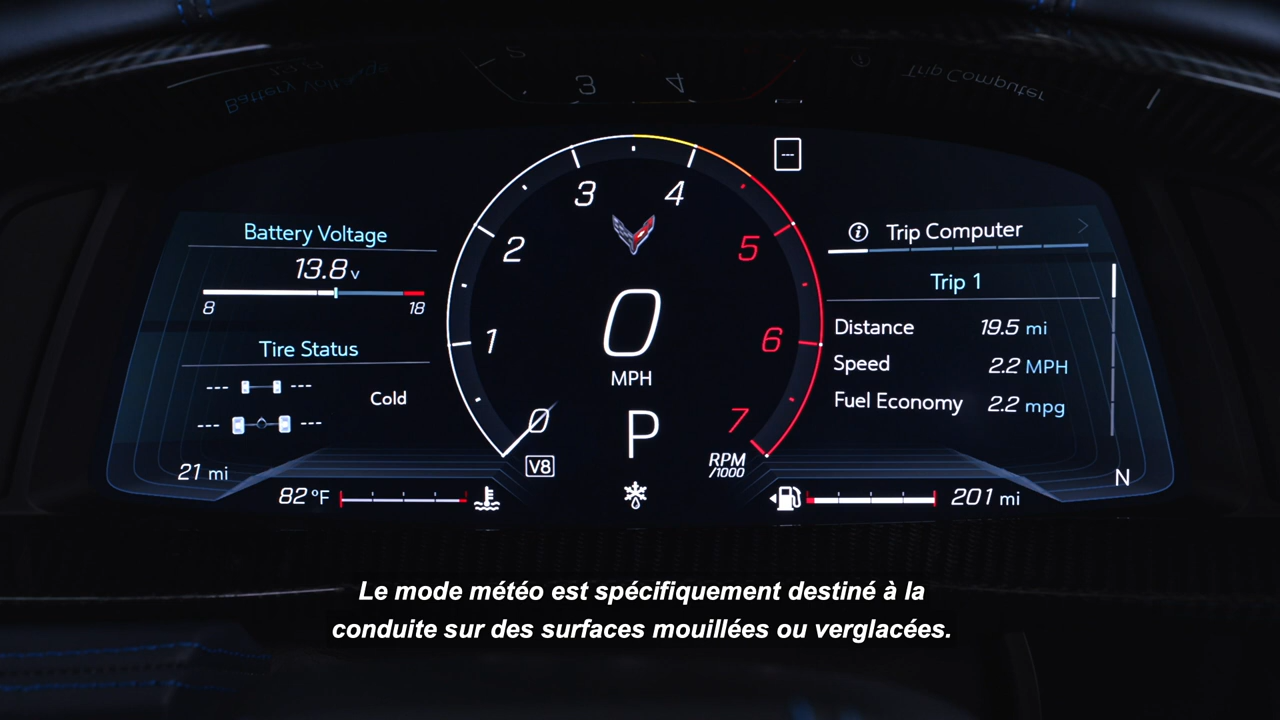 Battery Voltage
13.8 v
8 18
Tire Status
--- ---
Cold
--- ---
21 mi
82 °F
3 4
2 5
1 6
0 7
0
MPH
P
V8
RPM
/1000
---
Trip Computer
Trip 1
Distance 19.5 mi
Speed 2.2 MPH
Fuel Economy 2.2 mpg
N
201 mi
Le mode météo est spécifiquement destiné à la
conduite sur des surfaces mouillées ou verglacées.